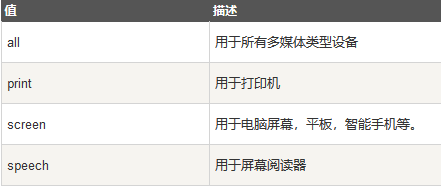 值 描述
all 用于所有多媒体类型设备
print 用于打印机
screen 用于电脑屏幕，平板，智能手机等。
speech 用于屏幕阅读器